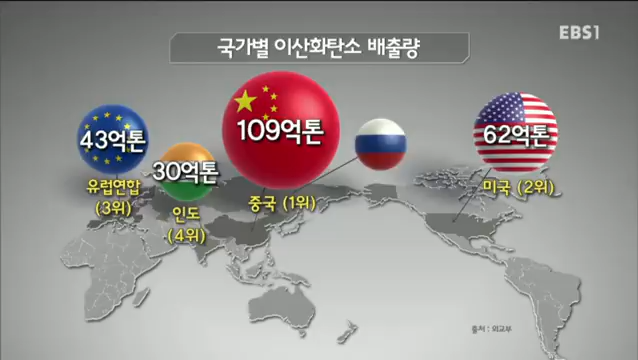 국가별 이산화탄소 배출량
EBS1
43억톤
유럽연합
(3위)
30억톤
인도
(4위)
109억톤
중국 (1위)
62억톤
미국 (2위)
출처 : 외교부